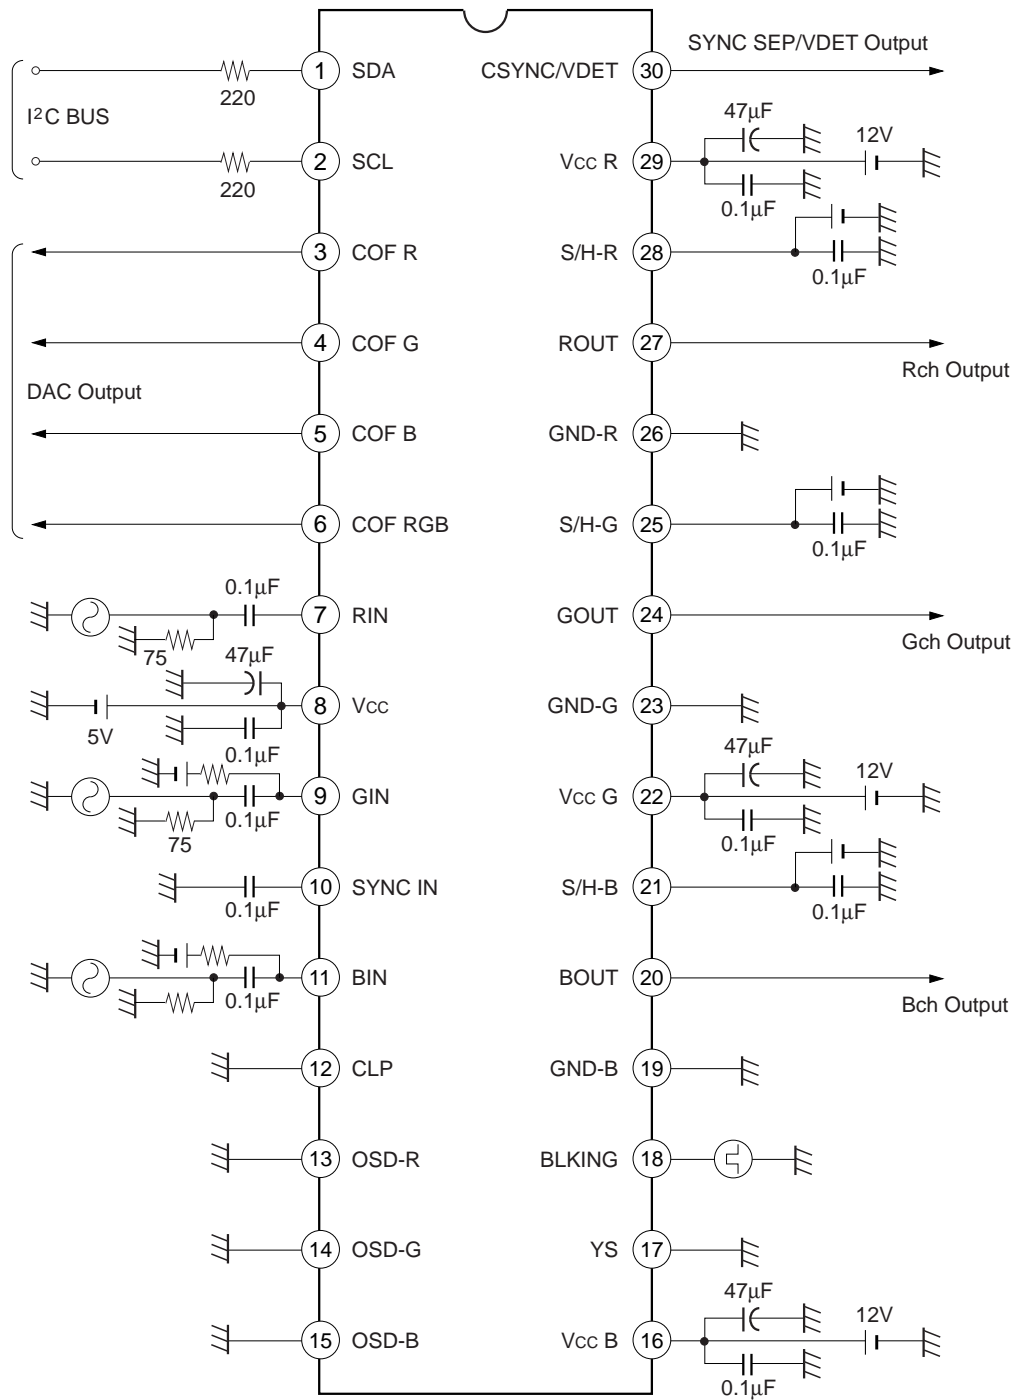 SYNC SEP/VDET Output
1 SDA CSYNC/VDET 30
220
I²C BUS
47µF
12V
2 SCL VCC R 29
220
0.1µF
3 COF R S/H-R 28
0.1µF
4 COF G ROUT 27
Rch Output
DAC Output
5 COF B GND-R 26
6 COF RGB S/H-G 25
0.1µF
0.1µF
7 RIN GOUT 24
Gch Output
75
47µF
8 VCC GND-G 23
5V
0.1µF
47µF
12V
9 GIN VCC G 22
0.1µF
75
0.1µF
10 SYNC IN S/H-B 21
0.1µF
0.1µF
11 BIN BOUT 20
0.1µF
Bch Output
12 CLP GND-B 19
13 OSD-R BLKING 18
14 OSD-G YS 17
47µF
12V
15 OSD-B VCC B 16
0.1µF